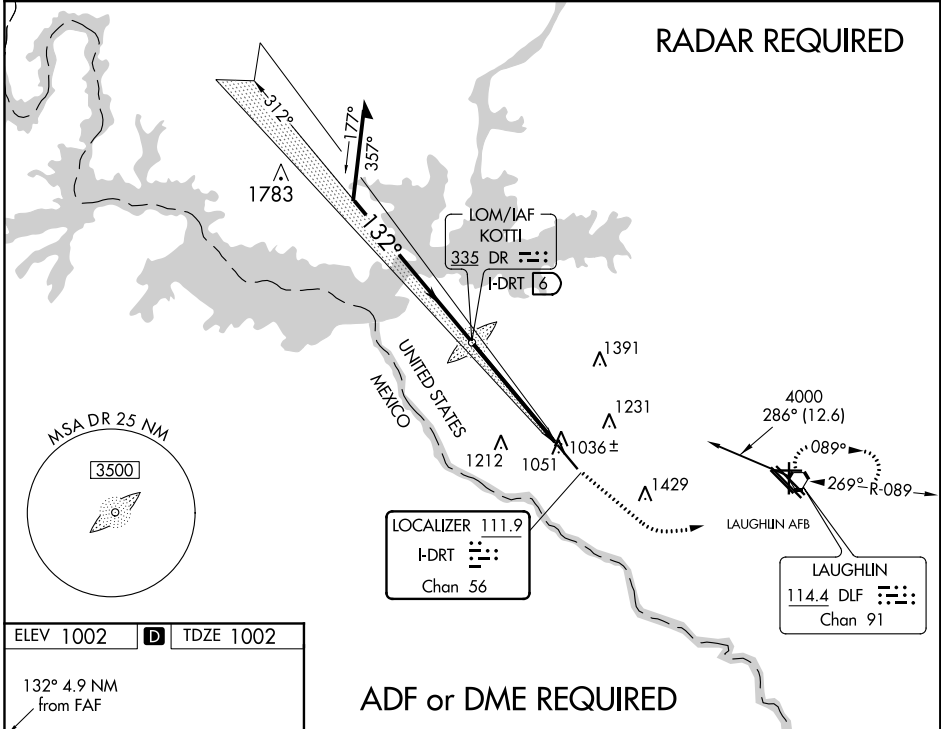 RADAR REQUIRED
312°
177°
357°
1783
132°
LOM/IAF
KOTTI
335 DR
I-DRT 6
UNITED STATES
MEXICO
1391
1231
1212
1051
1036±
1429
4000
286° (12.6)
089°
269°
R-089
LAUGHLIN AFB
MSA DR 25 NM
3500
LOCALIZER 111.9
I-DRT
Chan 56
LAUGHLIN
114.4 DLF
Chan 91
ELEV 1002 D TDZE 1002
132° 4.9 NM
from FAF
ADF or DME REQUIRED